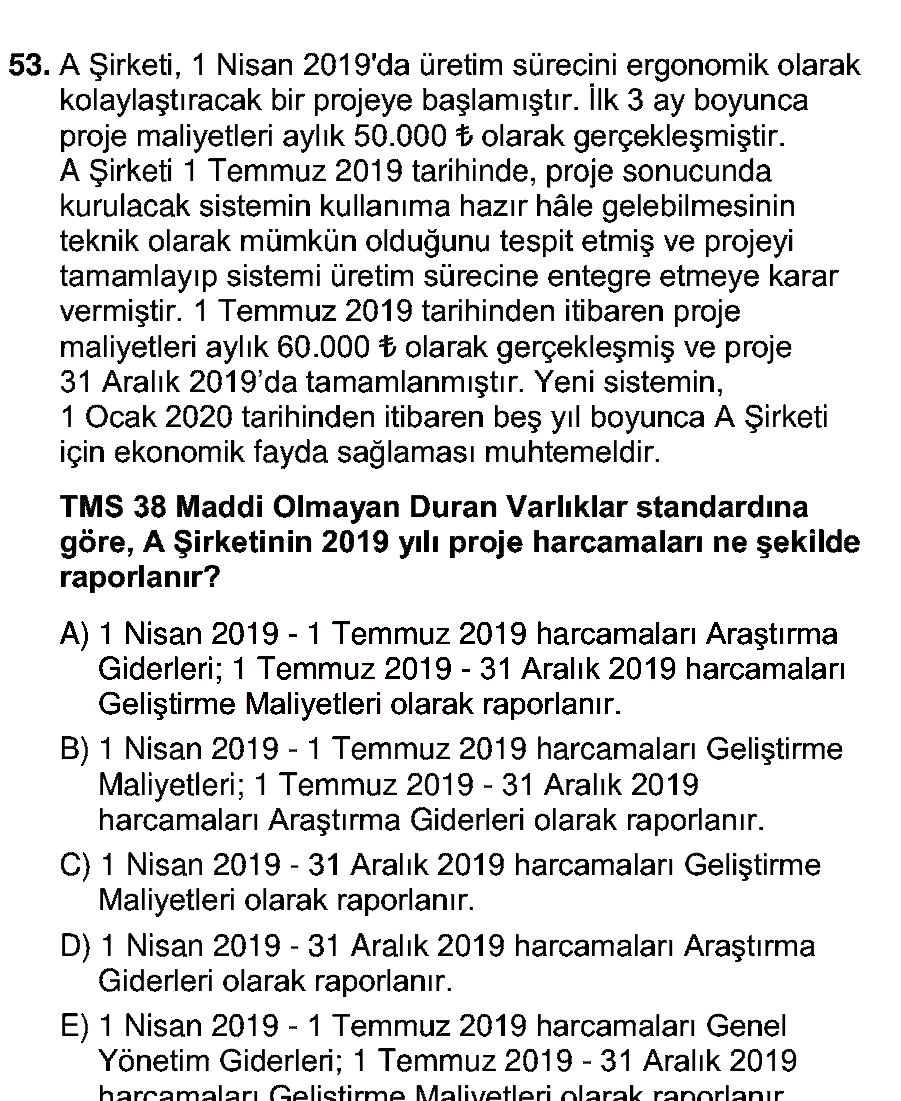 53. A Şirketi, 1 Nisan 2019'da üretim sürecini ergonomik olarak
kolaylaştıracak bir projeye başlamıştır. İlk 3 ay boyunca
proje maliyetleri aylık 50.000 ₺ olarak gerçekleşmiştir.
A Şirketi 1 Temmuz 2019 tarihinde, proje sonucunda
kurulacak sistemin kullanıma hazır hâle gelebilmesinin
teknik olarak mümkün olduğunu tespit etmiş ve projeyi
tamamlayıp sistemi üretim sürecine entegre etmeye karar
vermiştir. 1 Temmuz 2019 tarihinden itibaren proje
maliyetleri aylık 60.000 ₺ olarak gerçekleşmiş ve proje
31 Aralık 2019’da tamamlanmıştır. Yeni sistemin,
1 Ocak 2020 tarihinden itibaren beş yıl boyunca A Şirketi
için ekonomik fayda sağlaması muhtemeldir.
TMS 38 Maddi Olmayan Duran Varlıklar standardına
göre, A Şirketinin 2019 yılı proje harcamaları ne şekilde
raporlanır?
A) 1 Nisan 2019 - 1 Temmuz 2019 harcamaları Araştırma
Giderleri; 1 Temmuz 2019 - 31 Aralık 2019 harcamaları
Geliştirme Maliyetleri olarak raporlanır.
B) 1 Nisan 2019 - 1 Temmuz 2019 harcamaları Geliştirme
Maliyetleri; 1 Temmuz 2019 - 31 Aralık 2019
harcamaları Araştırma Giderleri olarak raporlanır.
C) 1 Nisan 2019 - 31 Aralık 2019 harcamaları Geliştirme
Maliyetleri olarak raporlanır.
D) 1 Nisan 2019 - 31 Aralık 2019 harcamaları Araştırma
Giderleri olarak raporlanır.
E) 1 Nisan 2019 - 1 Temmuz 2019 harcamaları Genel
Yönetim Giderleri; 1 Temmuz 2019 - 31 Aralık 2019
harcamaları Geliştirme Maliyetleri olarak raporlanır